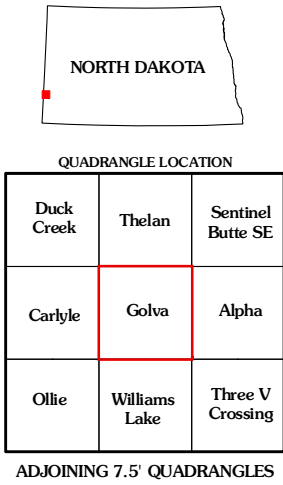 NORTH DAKOTA
QUADRANGLE LOCATION
Duck
Creek
Thelan
Sentinel
Butte SE
Carlyle
Golva
Alpha
Ollie
Williams
Lake
Three V
Crossing
ADJOINING 7.5' QUADRANGLES